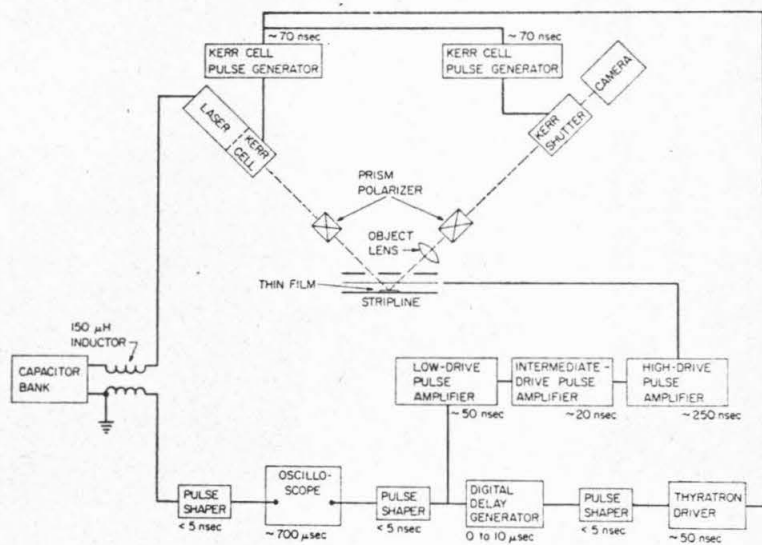 ~70 nsec
~70 nsec
KERR CELL
PULSE GENERATOR
KERR CELL
PULSE GENERATOR
CAMERA
LASER
KERR
CELL
KERR
SHUTTER
PRISM
POLARIZER
OBJECT
LENS
THIN FILM
STRIPLINE
150 μH
INDUCTOR
CAPACITOR
BANK
LOW-DRIVE
PULSE
AMPLIFIER
INTERMEDIATE-
DRIVE PULSE
AMPLIFIER
HIGH-DRIVE
PULSE
AMPLIFIER
~50 nsec
~20 nsec
~250 nsec
PULSE
SHAPER
< 5 nsec
OSCILLO-
SCOPE
~700 μsec
PULSE
SHAPER
< 5 nsec
DIGITAL
DELAY
GENERATOR
0 to 10 μsec
PULSE
SHAPER
< 5 nsec
THYRATRON
DRIVER
~50 nsec